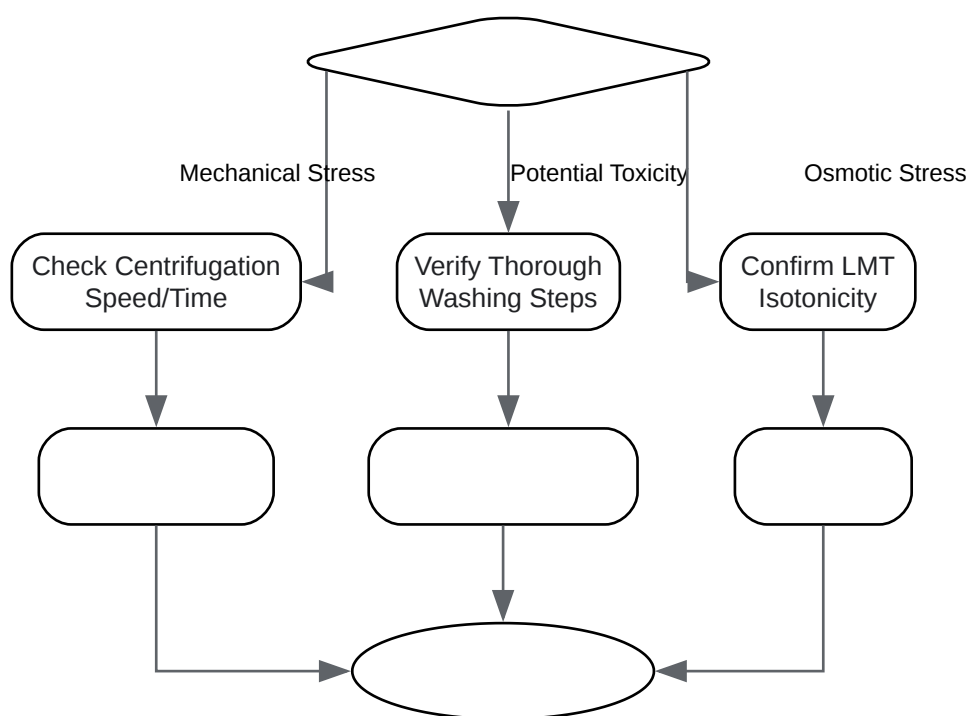 Mechanical Stress
Potential Toxicity
Osmotic Stress
Check Centrifugation
Speed/Time
Verify Thorough
Washing Steps
Confirm LMT
Isotonicity